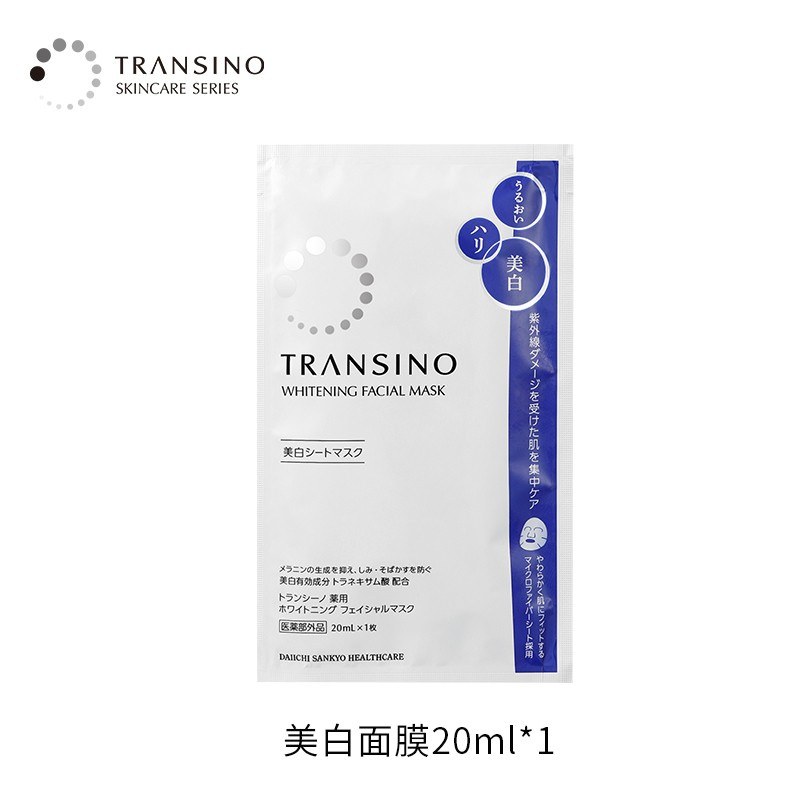 TRANSINO
SKINCARE SERIES
うるおい
ハリ
美白
紫外線ダメージを受けた肌を集中ケア
TRANSINO
WHITENING FACIAL MASK
美白シートマスク
やわらかく肌にフィットする
マイクロファイバーシート採用
メラニンの生成を抑え、しみ・そばかすを防ぐ
美白有効成分 トラネキサム酸 配合
トランシーノ 薬用
ホワイトニング フェイシャルマスク
医薬部外品 20mL×1枚
DAIICHI SANKYO HEALTHCARE
美白面膜20ml*1